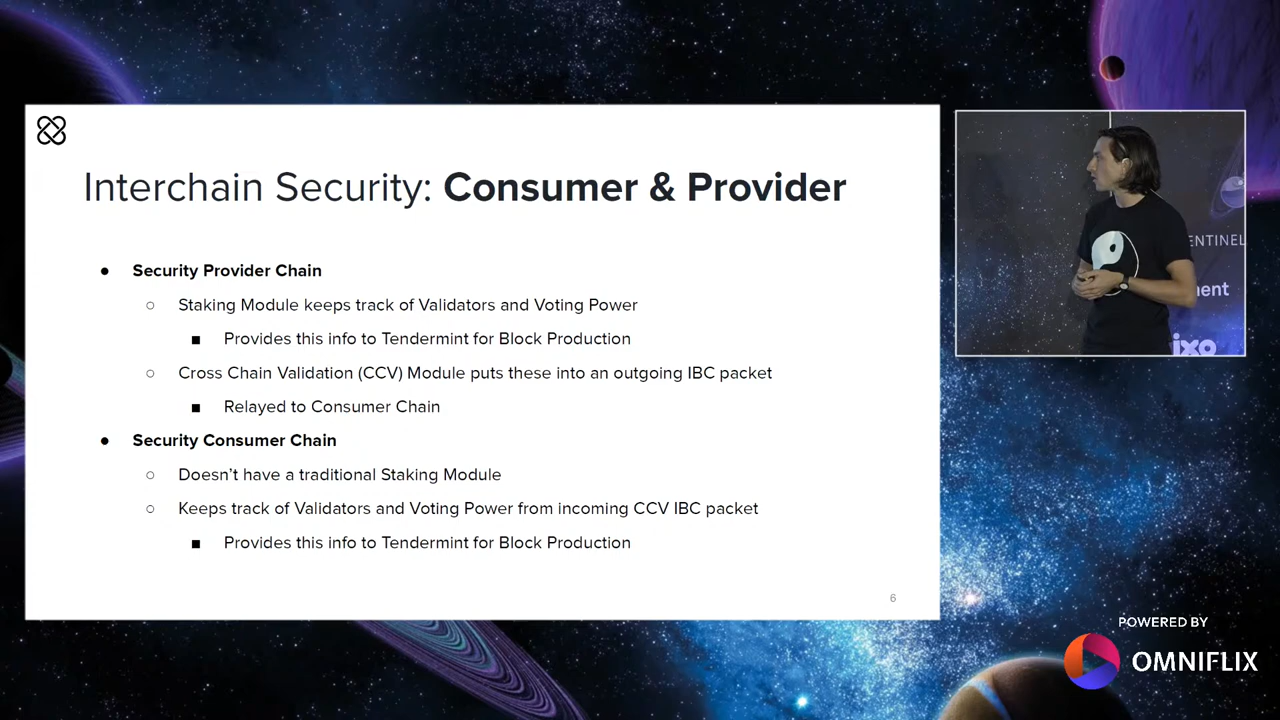 Interchain Security: Consumer & Provider
● Security Provider Chain
○ Staking Module keeps track of Validators and Voting Power
■ Provides this info to Tendermint for Block Production
○ Cross Chain Validation (CCV) Module puts these into an outgoing IBC packet
■ Relayed to Consumer Chain
● Security Consumer Chain
○ Doesn't have a traditional Staking Module
○ Keeps track of Validators and Voting Power from incoming CCV IBC packet
■ Provides this info to Tendermint for Block Production
6
ENTINEL
ent
ixo
POWERED BY
OMNIFLIX